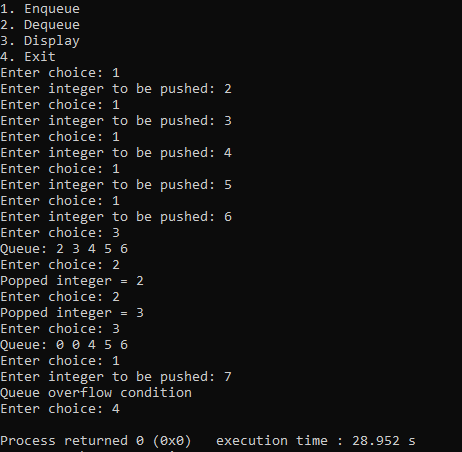 1. Enqueue
2. Dequeue
3. Display
4. Exit
Enter choice: 1
Enter integer to be pushed: 2
Enter choice: 1
Enter integer to be pushed: 3
Enter choice: 1
Enter integer to be pushed: 4
Enter choice: 1
Enter integer to be pushed: 5
Enter choice: 1
Enter integer to be pushed: 6
Enter choice: 3
Queue: 2 3 4 5 6
Enter choice: 2
Popped integer = 2
Enter choice: 2
Popped integer = 3
Enter choice: 3
Queue: 0 0 4 5 6
Enter choice: 1
Enter integer to be pushed: 7
Queue overflow condition
Enter choice: 4
Process returned 0 (0x0)   execution time : 28.952 s